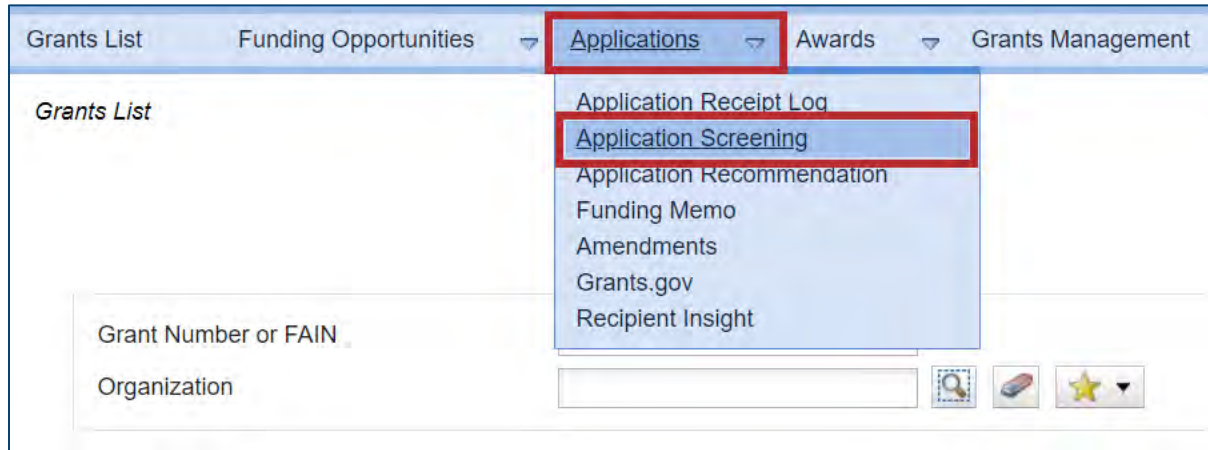 Grants List Funding Opportunities Applications Awards Grants Management
Grants List
Application Receipt Log
Application Screening
Application Recommendation
Funding Memo
Amendments
Grants.gov
Recipient Insight
Grant Number or FAIN
Organization